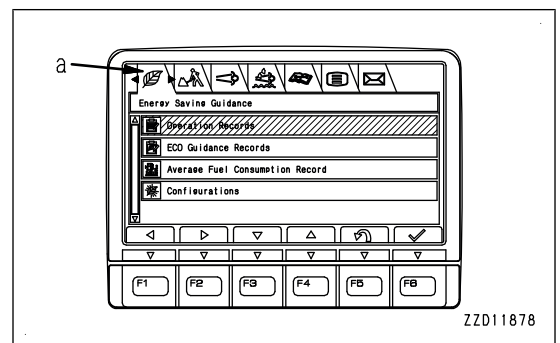 a
Energy Saving Guidance
Operation Records
ECO Guidance Records
Average Fuel Consumption Record
Configurations
F1 F2 F3 F4 F5 F6
ZZD11878